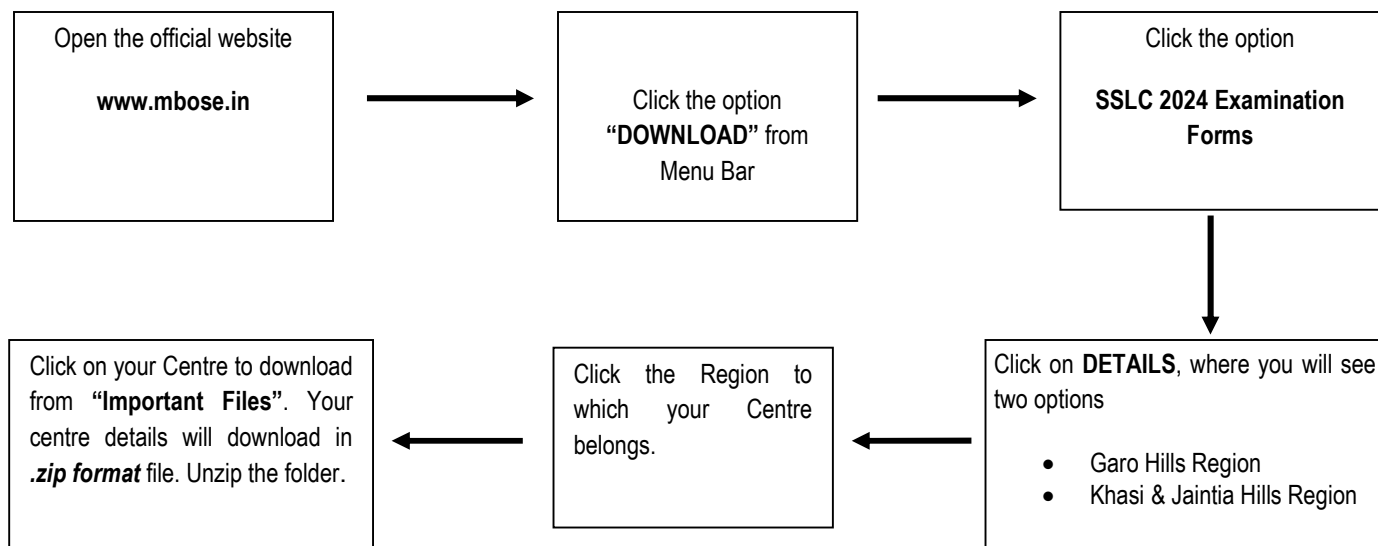 Open the official website
www.mbose.in
Click the option
“DOWNLOAD” from
Menu Bar
Click the option
SSLC 2024 Examination
Forms
Click on DETAILS, where you will see
two options
• Garo Hills Region
• Khasi & Jaintia Hills Region
Click the Region to
which your Centre
belongs.
Click on your Centre to download
from “Important Files”. Your
centre details will download in
.zip format file. Unzip the folder.